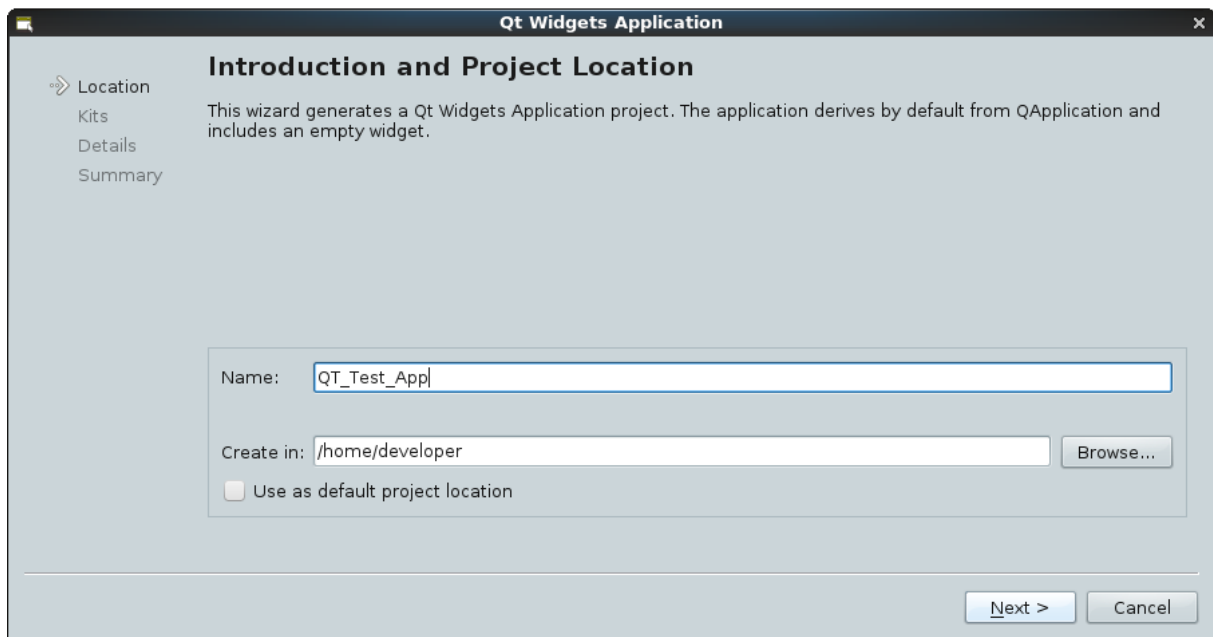 Qt Widgets Application
Location
Kits
Details
Summary
Introduction and Project Location
This wizard generates a Qt Widgets Application project. The application derives by default from QApplication and
includes an empty widget.
Name: QT_Test_App
Create in: /home/developer Browse...
Use as default project location
Next > Cancel